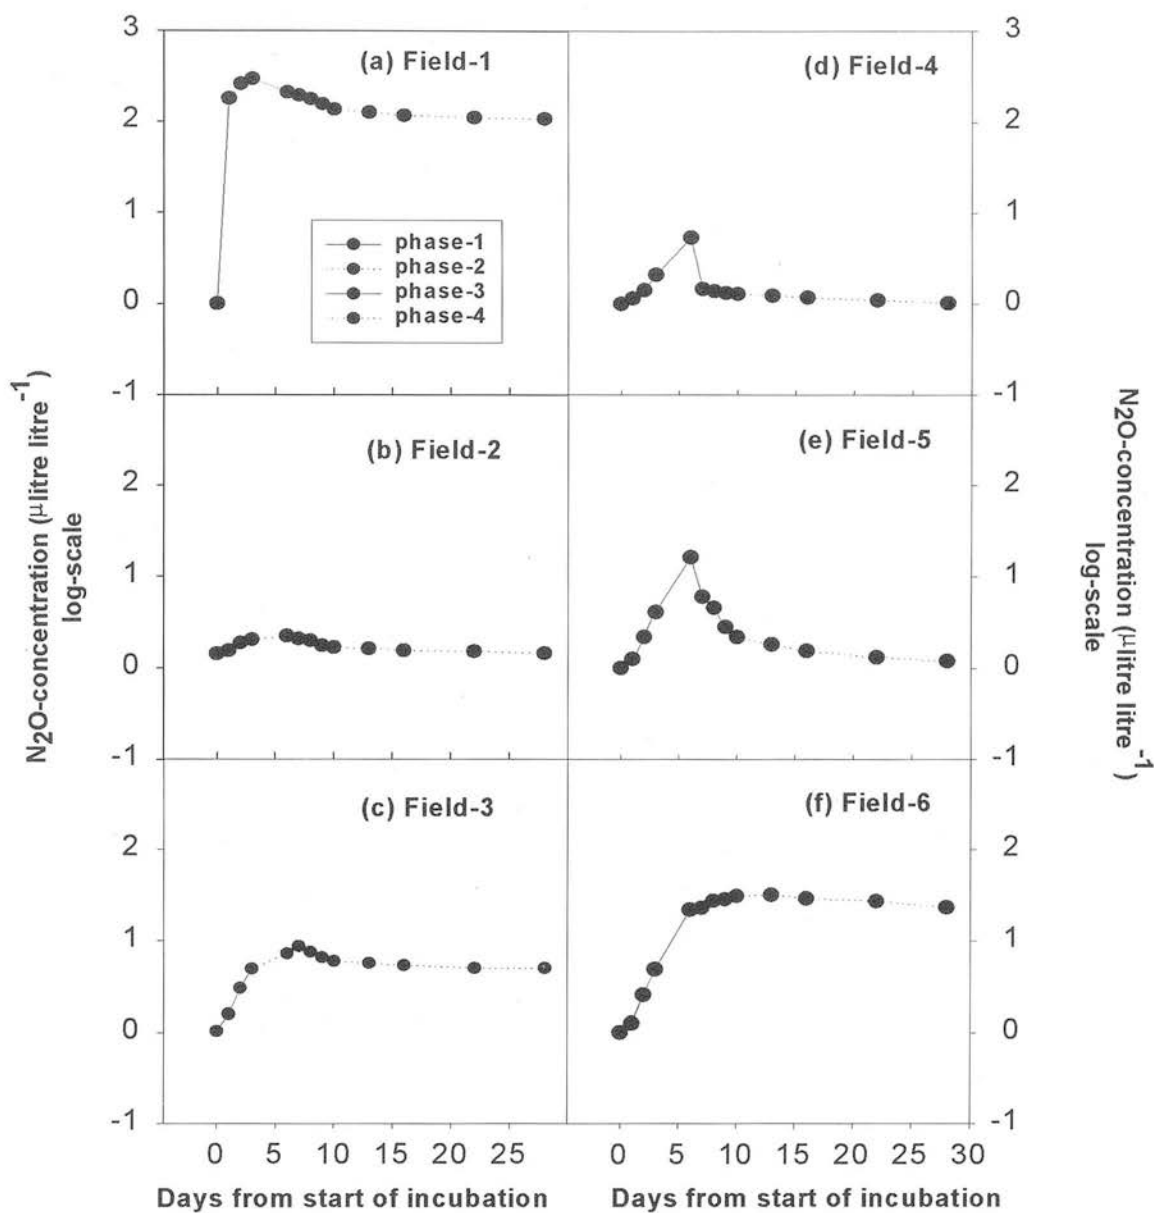 3
2
1
0
-1
2
1
0
-1
2
1
0
-1
N2O-concentration (μlitre litre-1)
log-scale
(a) Field-1
phase-1
phase-2
phase-3
phase-4
(b) Field-2
(c) Field-3
0 5 10 15 20 25
Days from start of incubation
(d) Field-4
(e) Field-5
(f) Field-6
0 5 10 15 20 25 30
Days from start of incubation
3
2
1
0
-1
2
1
0
-1
2
1
0
-1
N2O-concentration (μlitre litre-1)
log-scale